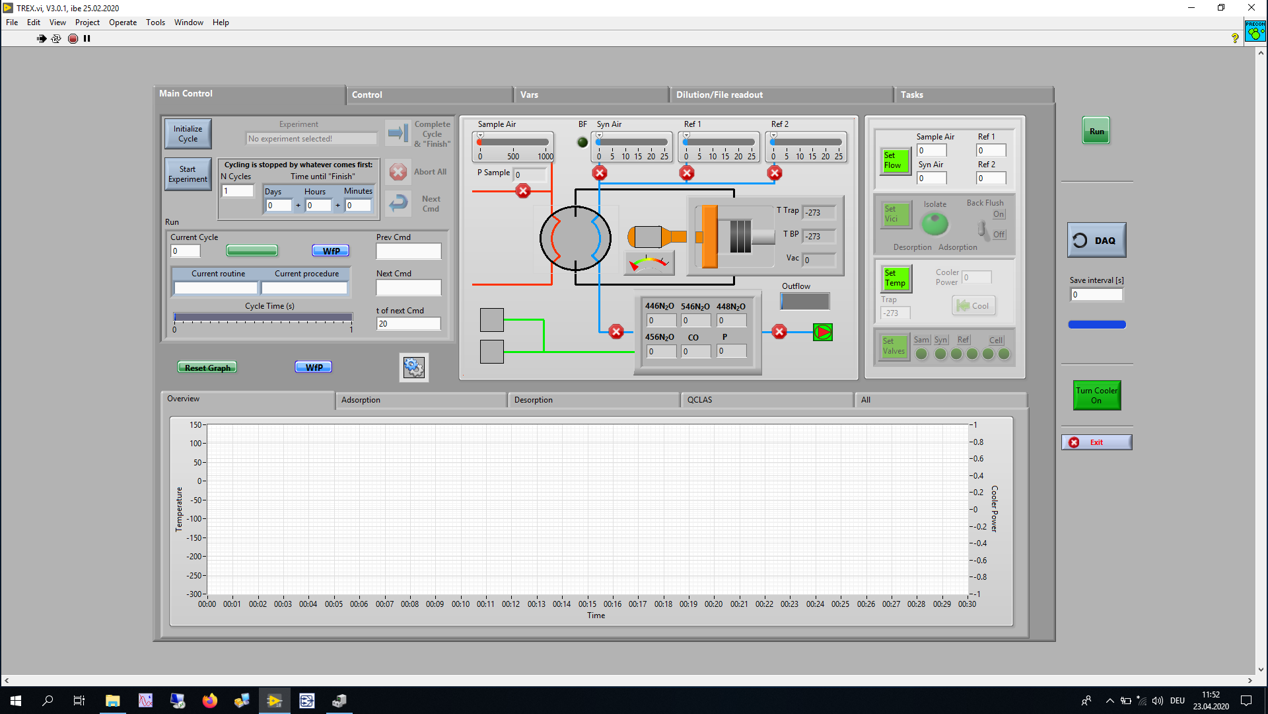 TREX.vi, V3.0.1, ibe 25.02.2020
File Edit View Project Operate Tools Window Help
?
PRECON
Main Control Control Vars Dilution/File readout Tasks
Initialize Cycle
Experiment
No experiment selected!
Complete Cycle & "Finish"
Start Experiment
Cycling is stopped by whatever comes first:
N Cycles Time until "Finish"
Days Hours Minutes
1 0 + 0 + 0
Abort All
Next Cmd
Run
Current Cycle
0
WfP
Prev Cmd
Current routine Current procedure
Next Cmd
Cycle Time (s)
0 1
t of next Cmd
20
Reset Graph
WfP
Sample Air BF Syn Air Ref 1 Ref 2
0 500 1000
0 5 10 15 20 25
0 5 10 15 20 25
0 5 10 15 20 25
P Sample 0
T Trap -273
T BP -273
Vac 0
Outflow
446N2O 546N2O 448N2O
0 0 0
456N2O CO P
0 0 0
Set Flow
Sample Air Ref 1
0 0
Syn Air Ref 2
0 0
Set Vici
Isolate
Back Flush
On
Off
Desorption Adsorption
Set Temp
Cooler Power 0
Trap
-273
Cool
Set Valves
Sam Syn Ref Cell
Run
DAQ
Save interval [s]
0
Turn Cooler On
Exit
Overview Adsorption Desorption QCLAS All
150
100
50
0
-50
-100
-150
-200
-250
-300
Temperature
1
0.8
0.6
0.4
0.2
0
-0.2
-0.4
-0.6
-0.8
-1
Cooler Power
00:00 00:01 00:02 00:03 00:04 00:05 00:06 00:07 00:08 00:09 00:10 00:11 00:12 00:13 00:14 00:15 00:16 00:17 00:18 00:19 00:20 00:21 00:22 00:23 00:24 00:25 00:26 00:27 00:28 00:29 00:30
Time
DEU
11:52
23.04.2020